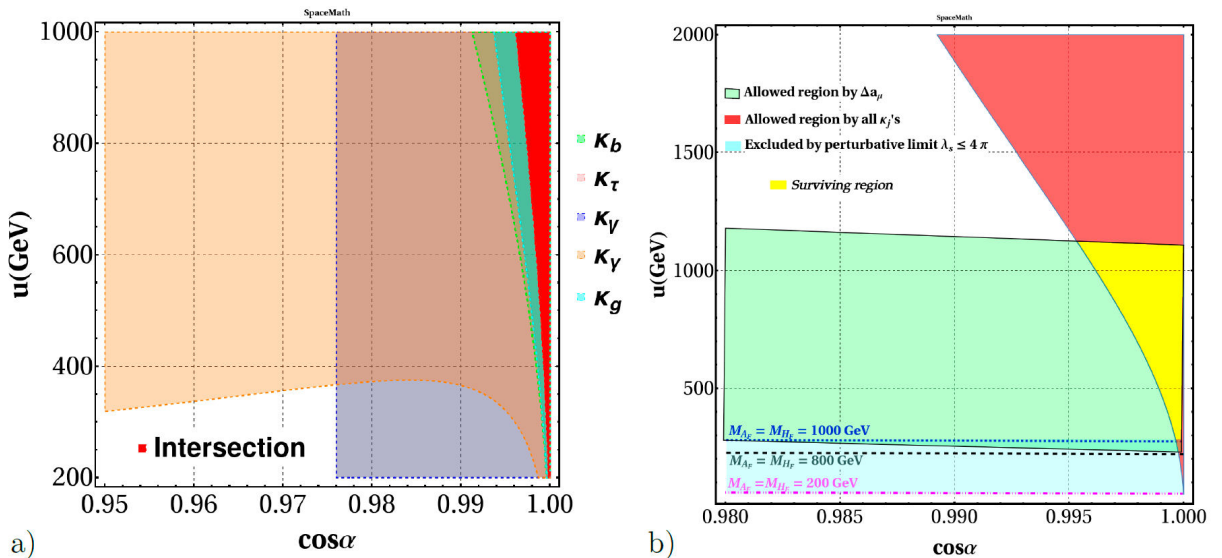 SpaceMath
1000
800
600
400
200
u(GeV)
0.95
0.96
0.97
0.98
0.99
1.00
cosα
Intersection
κb
κτ
κV
κγ
κg
a)
SpaceMath
2000
1500
1000
500
u(GeV)
Allowed region by Δaμ
Allowed region by all κj's
Excluded by perturbative limit λs ≤ 4 π
Surviving region
MAF = MHF = 1000 GeV
MAF = MHF = 800 GeV
MAF = MHF = 200 GeV
0.980
0.985
0.990
0.995
1.000
cosα
b)